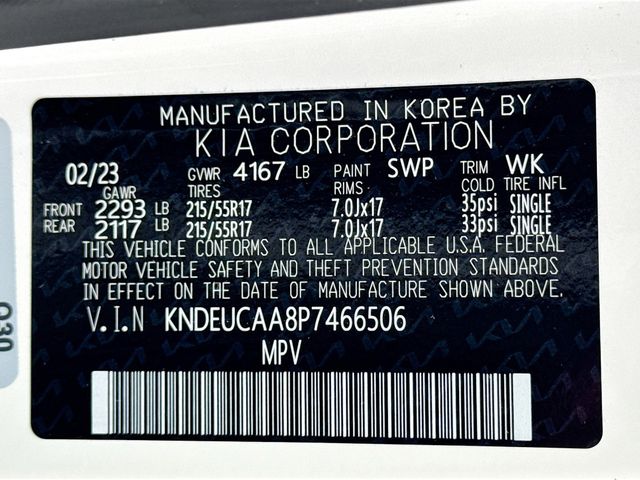 MANUFACTURED IN KOREA BY
KIA CORPORATION
02/23 GVWR 4167 LB PAINT SWP TRIM WK
GAWR TIRES RIMS COLD TIRE INFL
FRONT 2293 LB 215/55R17 7.0Jx17 35psi SINGLE
REAR 2117 LB 215/55R17 7.0Jx17 33psi SINGLE
THIS VEHICLE CONFORMS TO ALL APPLICABLE U.S.A. FEDERAL
MOTOR VEHICLE SAFETY AND THEFT PREVENTION STANDARDS
IN EFFECT ON THE DATE OF MANUFACTURE SHOWN ABOVE.
V.I.N KNDEUCAA8P7466506
MPV